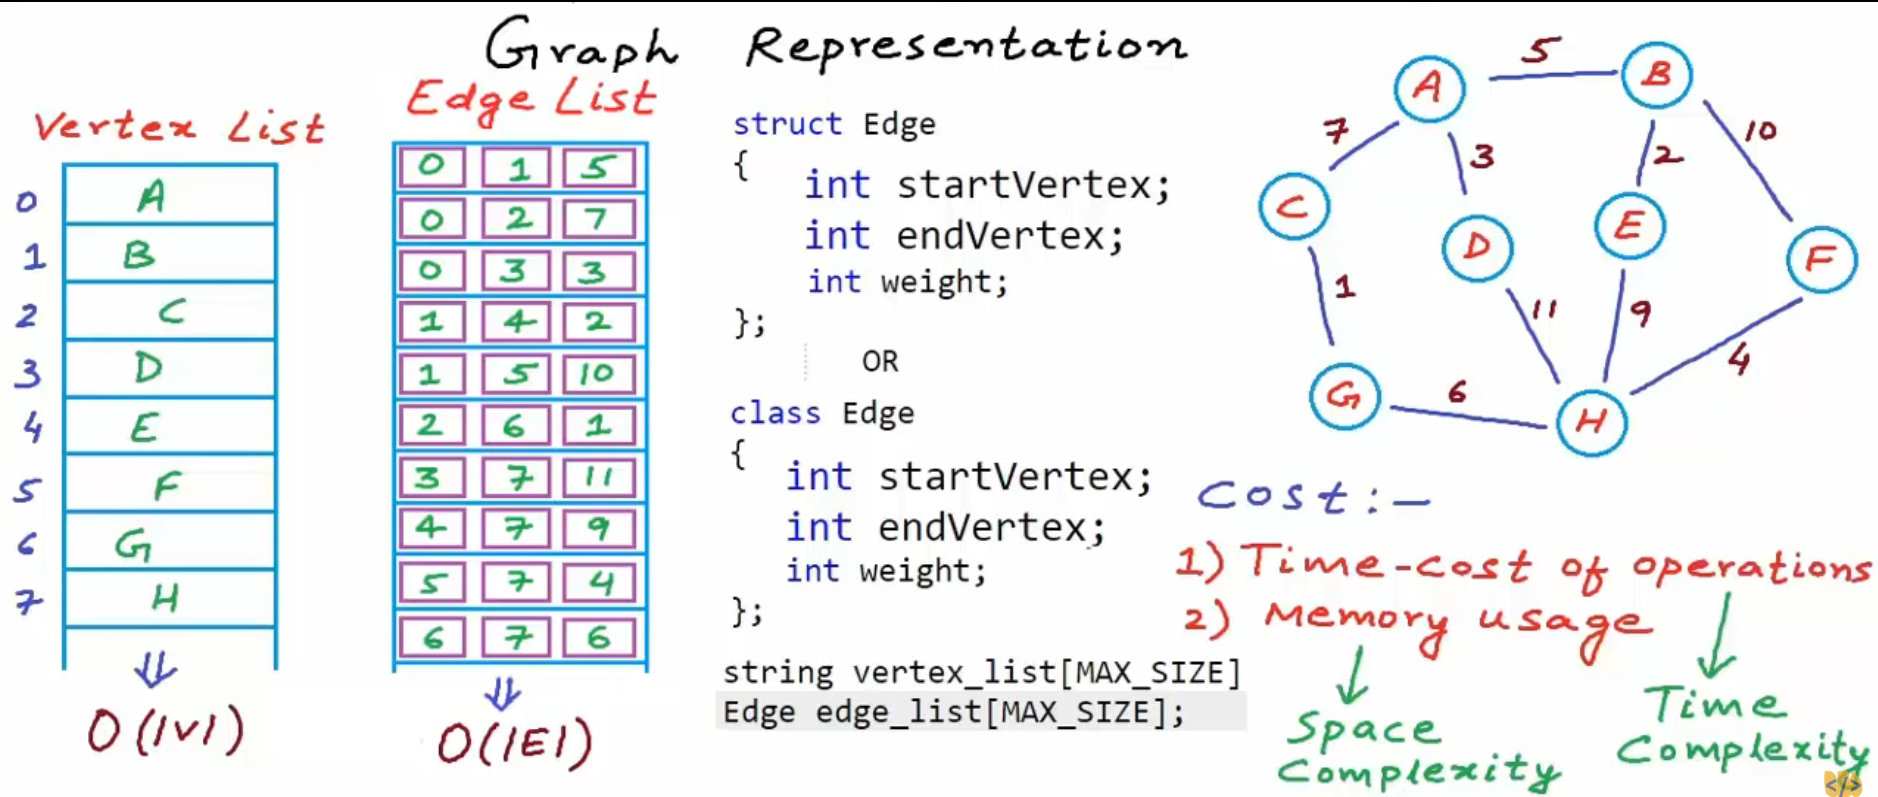 Graph Representation
Vertex List
0 A
1 B
2 C
3 D
4 E
5 F
6 G
7 H
O(|V|)
Edge List
0 1 5
0 2 7
0 3 3
1 4 2
1 5 10
2 6 1
3 7 11
4 7 9
5 7 4
6 7 6
O(|E|)
struct Edge
{
int startVertex;
int endVertex;
int weight;
};
OR
class Edge
{
int startVertex;
int endVertex;
int weight;
};
string vertex_list[MAX_SIZE]
Edge edge_list[MAX_SIZE];
A 5 B
7 3 2 10
C D E F
1 11 9 4
G 6 H
Cost:-
1) Time-cost of operations
2) Memory usage
Space
Complexity
Time
Complexity
<//>